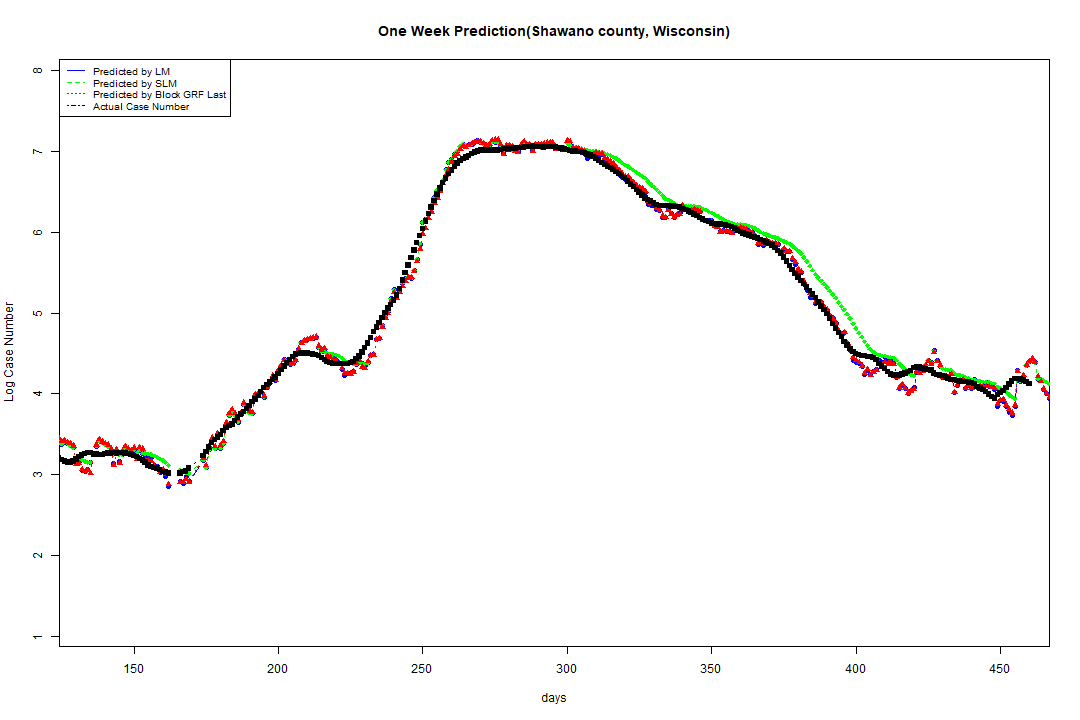 One Week Prediction(Shawano county, Wisconsin)
Predicted by LM
Predicted by SLM
Predicted by Block GRF Last
Actual Case Number
8
7
6
5
4
3
2
1
Log Case Number
150 200 250 300 350 400 450
days